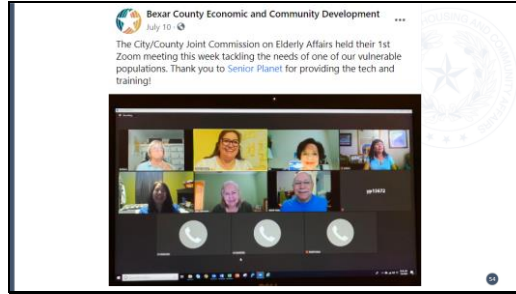 Bexar County Economic and Community Development
July 10 ·
The City/County Joint Commission on Elderly Affairs held their 1st
Zoom meeting this week tackling the needs of one of our vulnerable
populations. Thank you to Senior Planet for providing the tech and
training!
pp15672
54